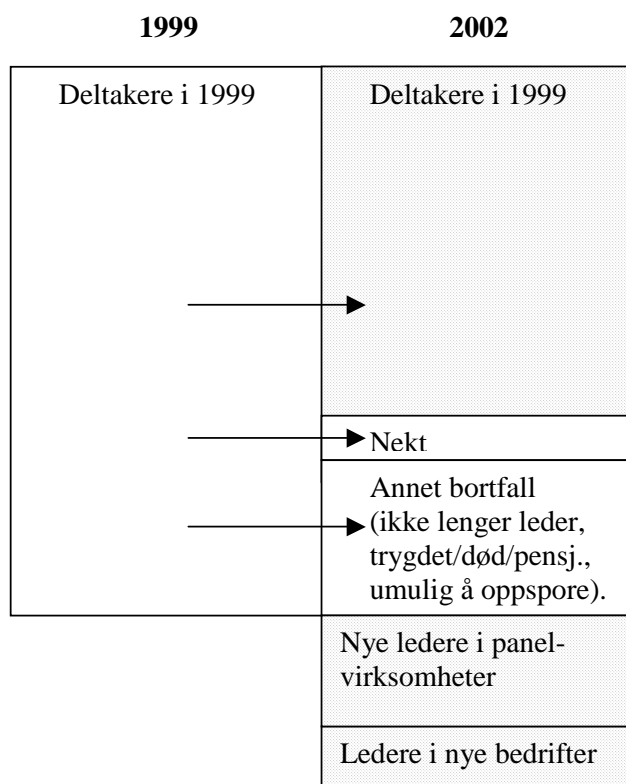 1999
2002
Deltakere i 1999
Deltakere i 1999
Nekt
Annet bortfall
(ikke lenger leder,
trygdet/død/pensj.,
umulig å oppspore).
Nye ledere i panel-
virksomheter
Ledere i nye bedrifter